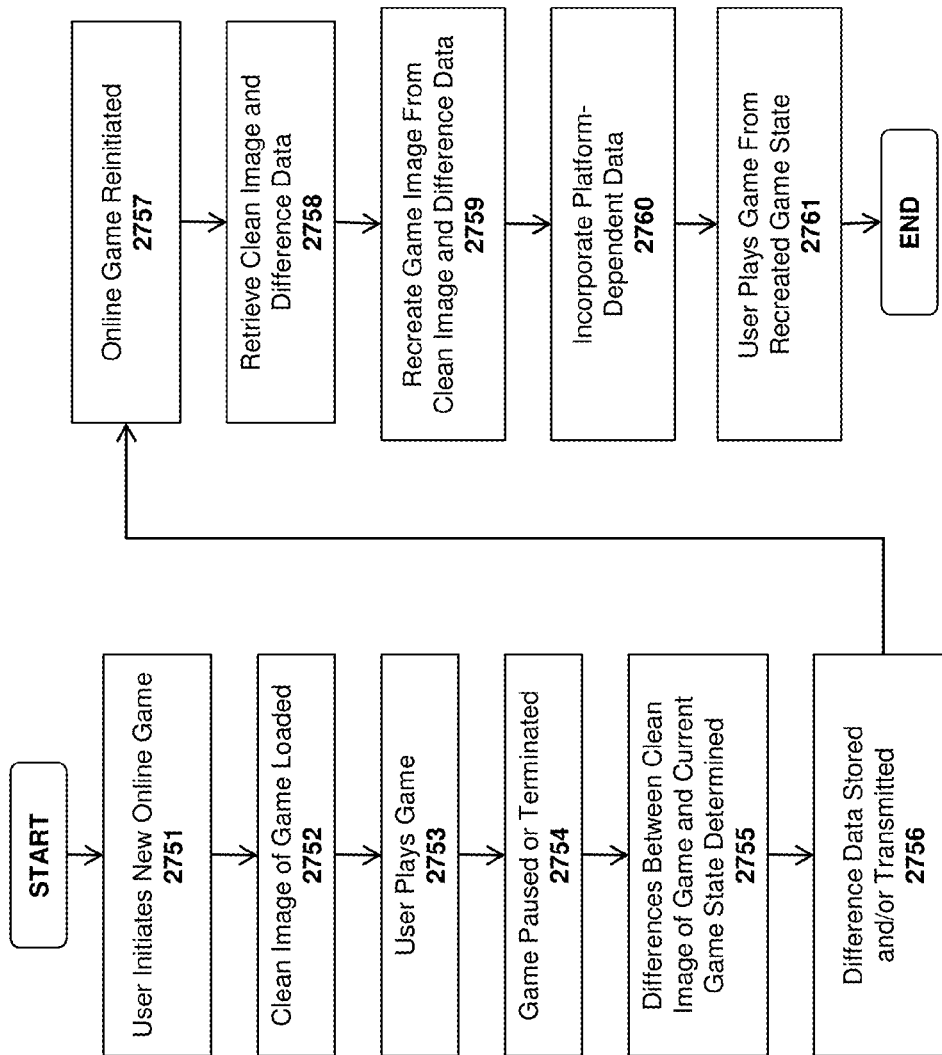 START
User Initiates New Online Game
2751
Clean Image of Game Loaded
2752
User Plays Game
2753
Game Paused or Terminated
2754
Differences Between Clean
Image of Game and Current
Game State Determined
2755
Difference Data Stored
and/or Transmitted
2756
Online Game Reinitiated
2757
Retrieve Clean Image and
Difference Data
2758
Recreate Game Image From
Clean Image and Difference Data
2759
Incorporate Platform-
Dependent Data
2760
User Plays Game From
Recreated Game State
2761
END